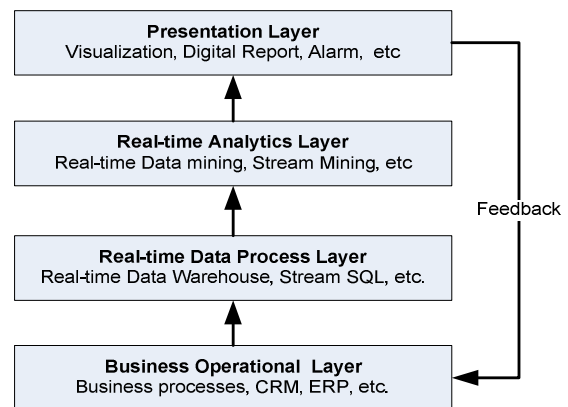 Presentation Layer
Visualization, Digital Report, Alarm, etc
Real-time Analytics Layer
Real-time Data mining, Stream Mining, etc
Feedback
Real-time Data Process Layer
Real-time Data Warehouse, Stream SQL, etc.
Business Operational Layer
Business processes, CRM, ERP, etc.